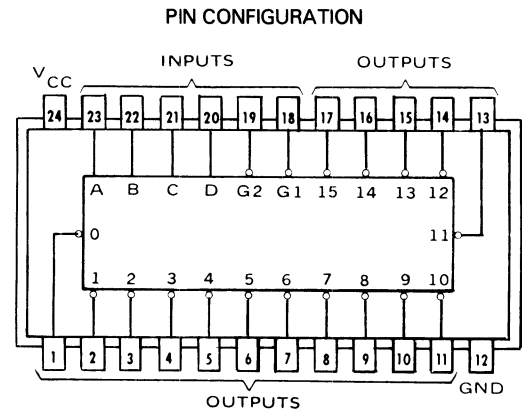 PIN CONFIGURATION
INPUTS OUTPUTS
VCC
24 23 22 21 20 19 18 17 16 15 14 13
A B C D G2 G1 15 14 13 12
0 11
1 2 3 4 5 6 7 8 9 10
1 2 3 4 5 6 7 8 9 10 11 12
GND
OUTPUTS